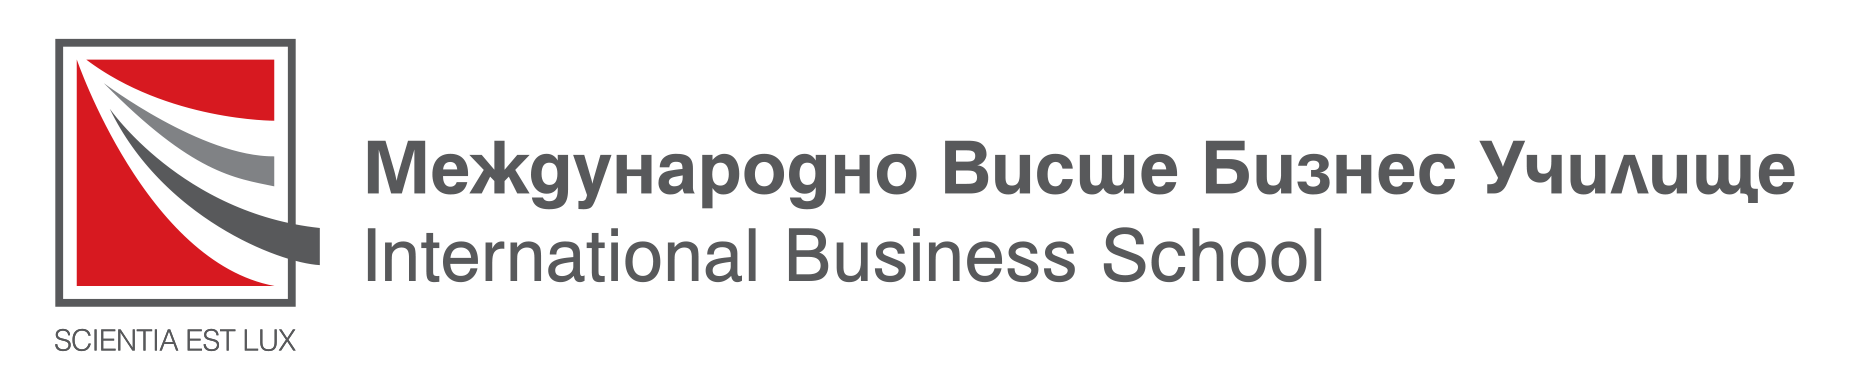 Международно Висше Бизнес Училище
International Business School
SCIENTIA EST LUX